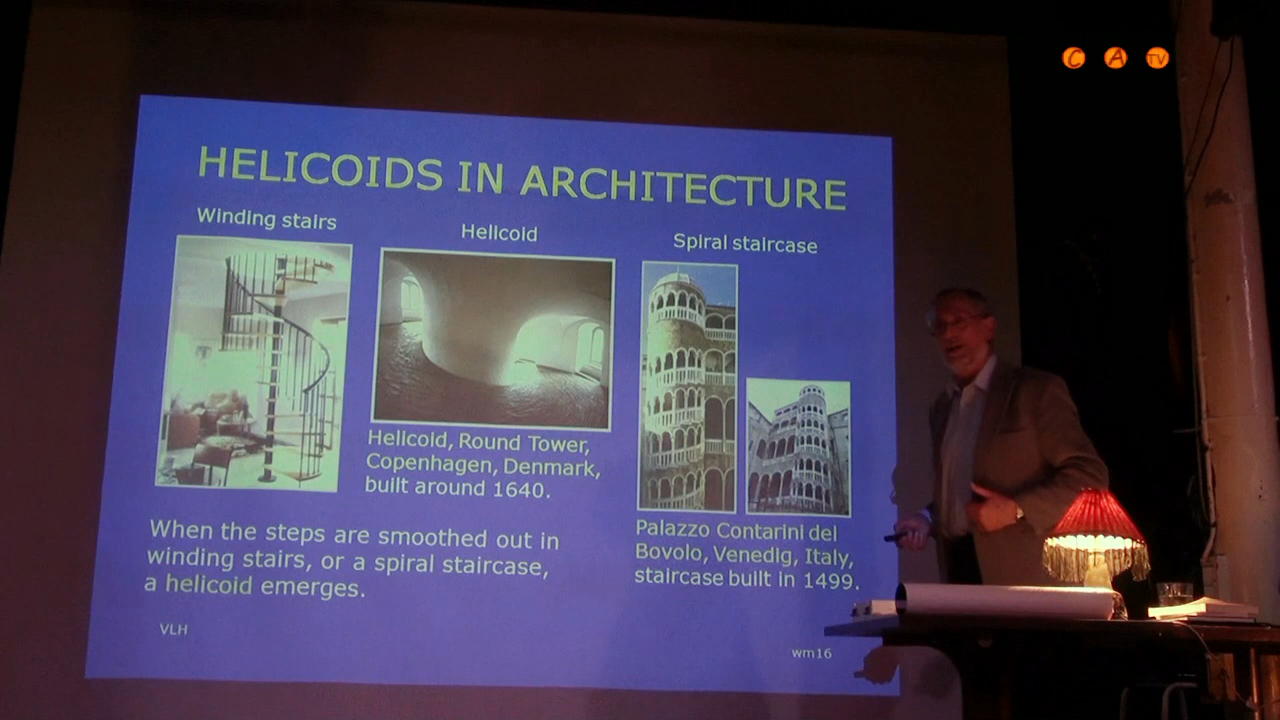 C A TV
HELICOIDS IN ARCHITECTURE
Winding stairs
Helicoid
Spiral staircase
Helicoid, Round Tower,
Copenhagen, Denmark,
built around 1640.
Palazzo Contarini del
Bovolo, Venedig, Italy,
staircase built in 1499.
When the steps are smoothed out in
winding stairs, or a spiral staircase,
a helicoid emerges.
VLH
wm16